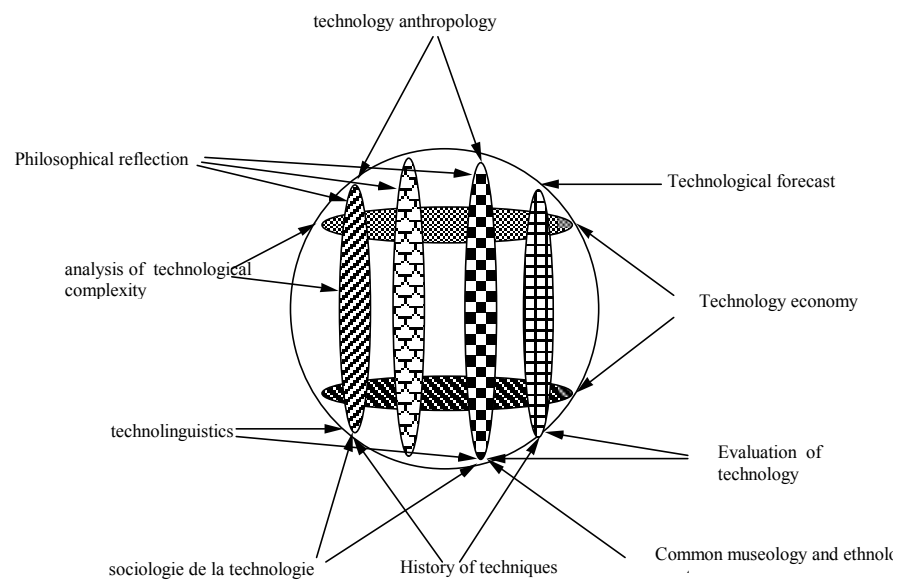 technology anthropology
Philosophical reflection
Technological forecast
analysis of technological
complexity
Technology economy
technolinguistics
Evaluation of
technology
sociologie de la technologie
History of techniques
Common museology and